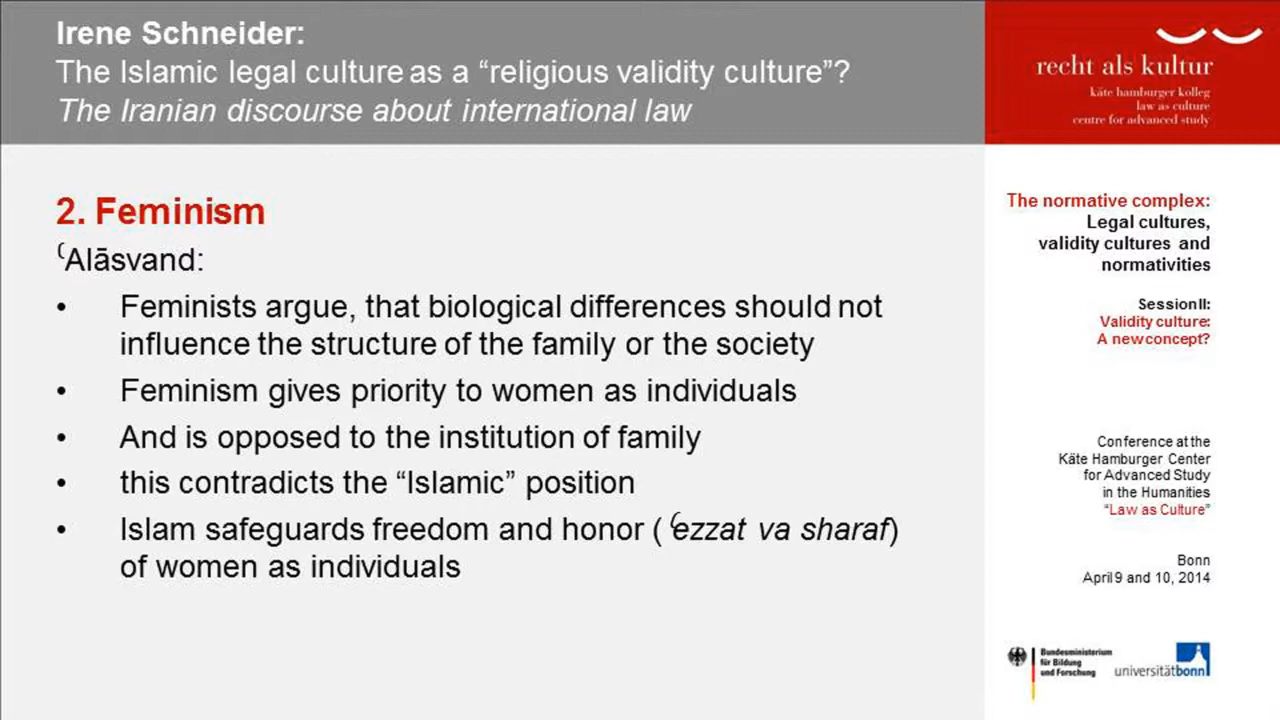 Irene Schneider:
The Islamic legal culture as a “religious validity culture”?
The Iranian discourse about international law
recht als kultur
käte hamburger kolleg
law as culture
centre for advanced study
2. Feminism
ʿAlāsvand:
• Feminists argue, that biological differences should not
influence the structure of the family or the society
• Feminism gives priority to women as individuals
• And is opposed to the institution of family
• this contradicts the “Islamic” position
• Islam safeguards freedom and honor (ʿezzat va sharaf)
of women as individuals
The normative complex:
Legal cultures,
validity cultures and
normativities
Session II:
Validity culture:
A new concept?
Conference at the
Käte Hamburger Center
for Advanced Study
in the Humanities
“Law as Culture”
Bonn
April 9 and 10, 2014
Bundesministerium
für Bildung
und Forschung
universitätbonn